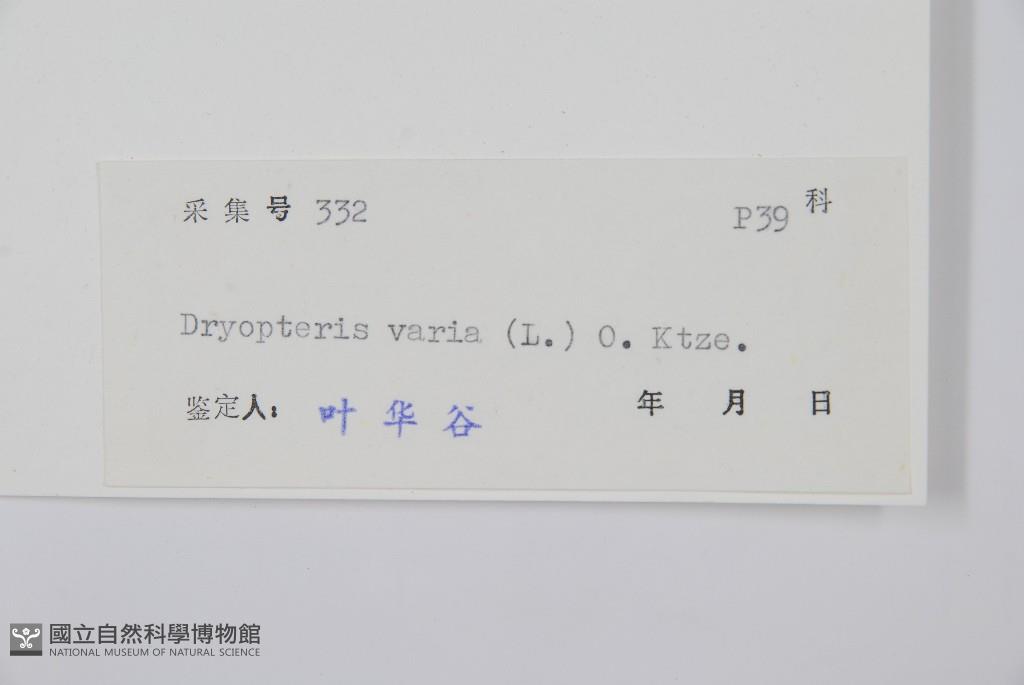 采集号 332 P39 科
Dryopteris varia (L.) O. Ktze.
鉴定人: 叶华谷 年 月 日
國立自然科學博物館
NATIONAL MUSEUM OF NATURAL SCIENCE